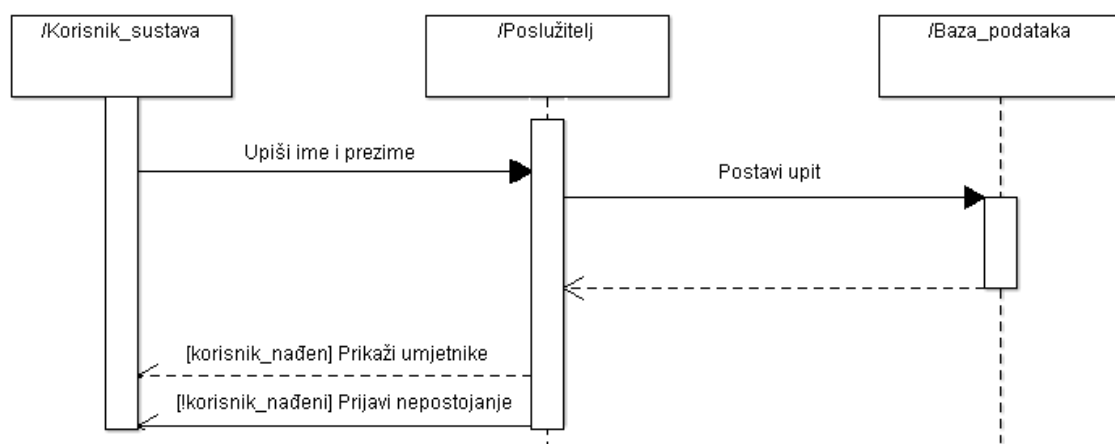 /Korisnik_sustava
/Poslužitelj
/Baza_podataka
Upiši ime i prezime
Postavi upit
[korisnik_nađen] Prikaži umjetnike
[!korisnik_nađeni] Prijavi nepostojanje